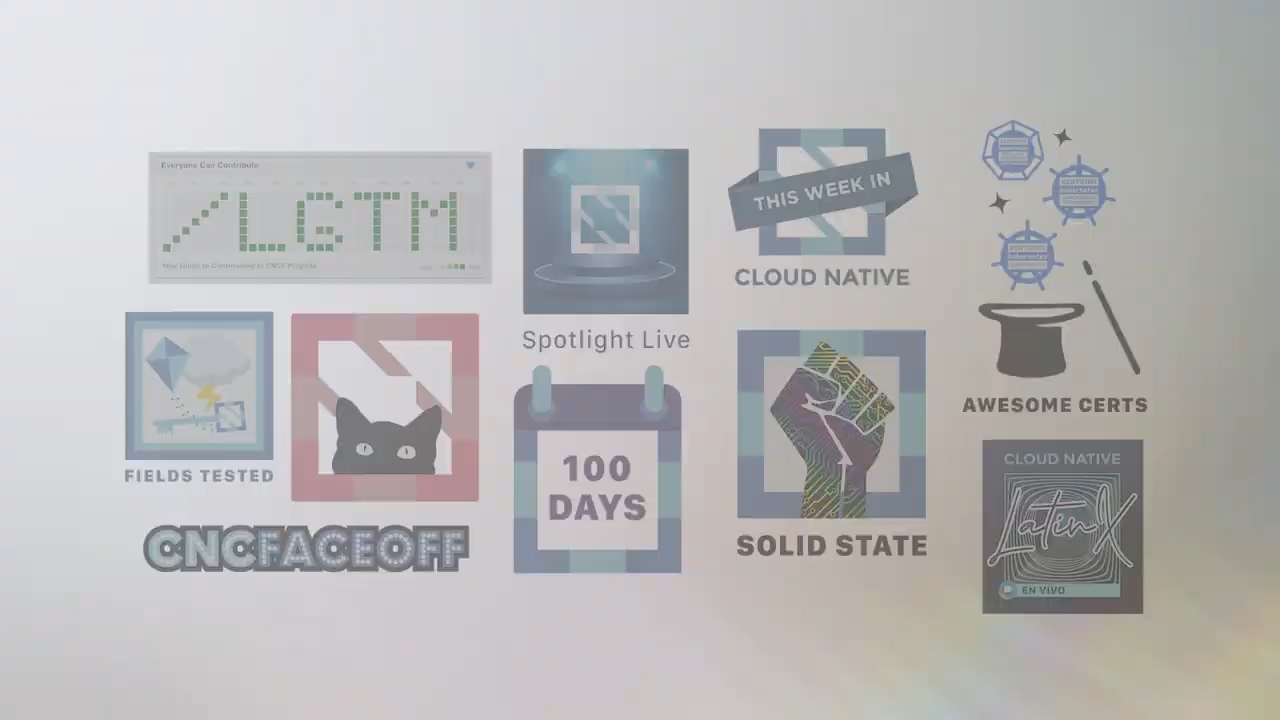 Everyone Can Contribute
/LGTM
Your Guide to Contributing to CNCF Projects
Spotlight Live
THIS WEEK IN
CLOUD NATIVE
FIELDS TESTED
100
DAYS
SOLID STATE
AWESOME CERTS
CNCFACEOFF
CLOUD NATIVE
LatinX
EN VIVO